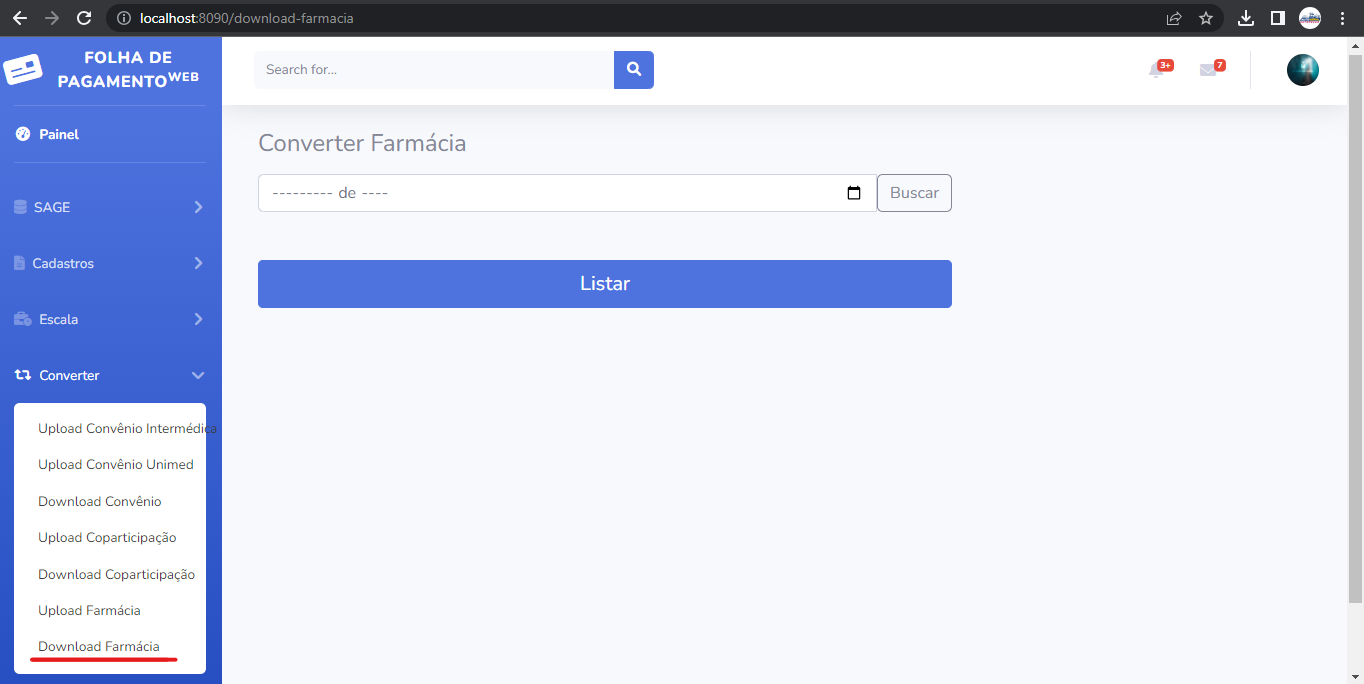 localhost:8090/download-farmacia
FOLHA DE
PAGAMENTO WEB
Search for...
3+
7
Painel
Converter Farmácia
--------- de ----
Buscar
SAGE
Cadastros
Listar
Escala
Converter
Upload Convênio Intermédica
Upload Convênio Unimed
Download Convênio
Upload Coparticipação
Download Coparticipação
Upload Farmácia
Download Farmácia